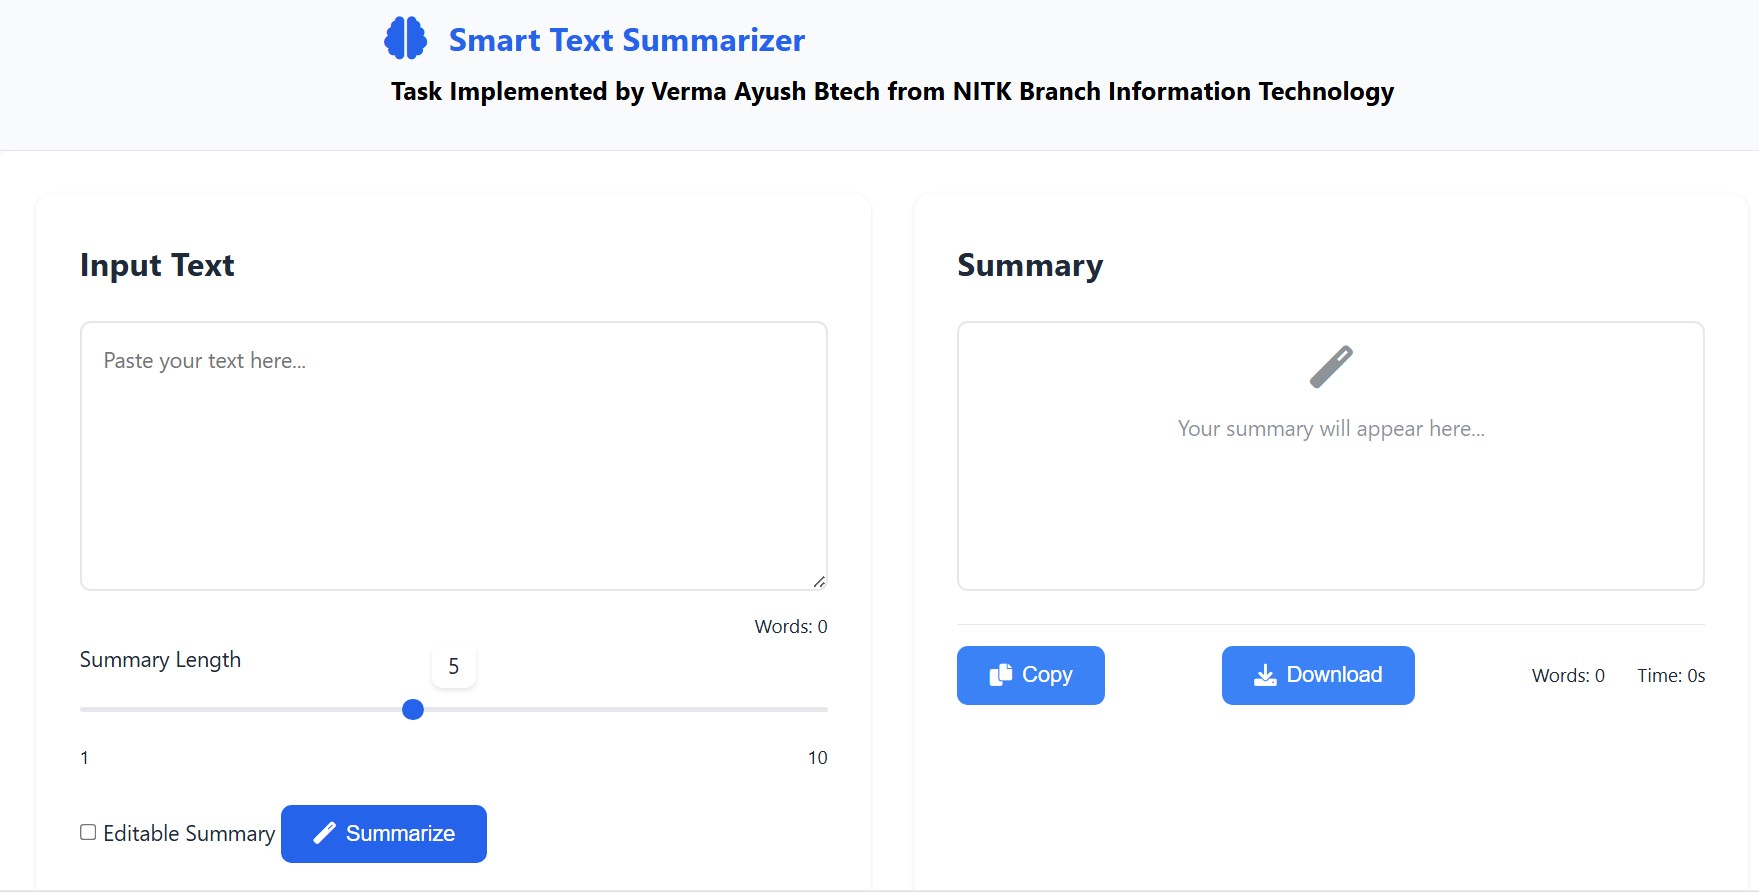 Smart Text Summarizer
Task Implemented by Verma Ayush Btech from NITK Branch Information Technology
Input Text
Paste your text here...
Words: 0
Summary Length
5
1
10
Editable Summary
Summarize
Summary
Your summary will appear here...
Copy
Download
Words: 0
Time: 0s